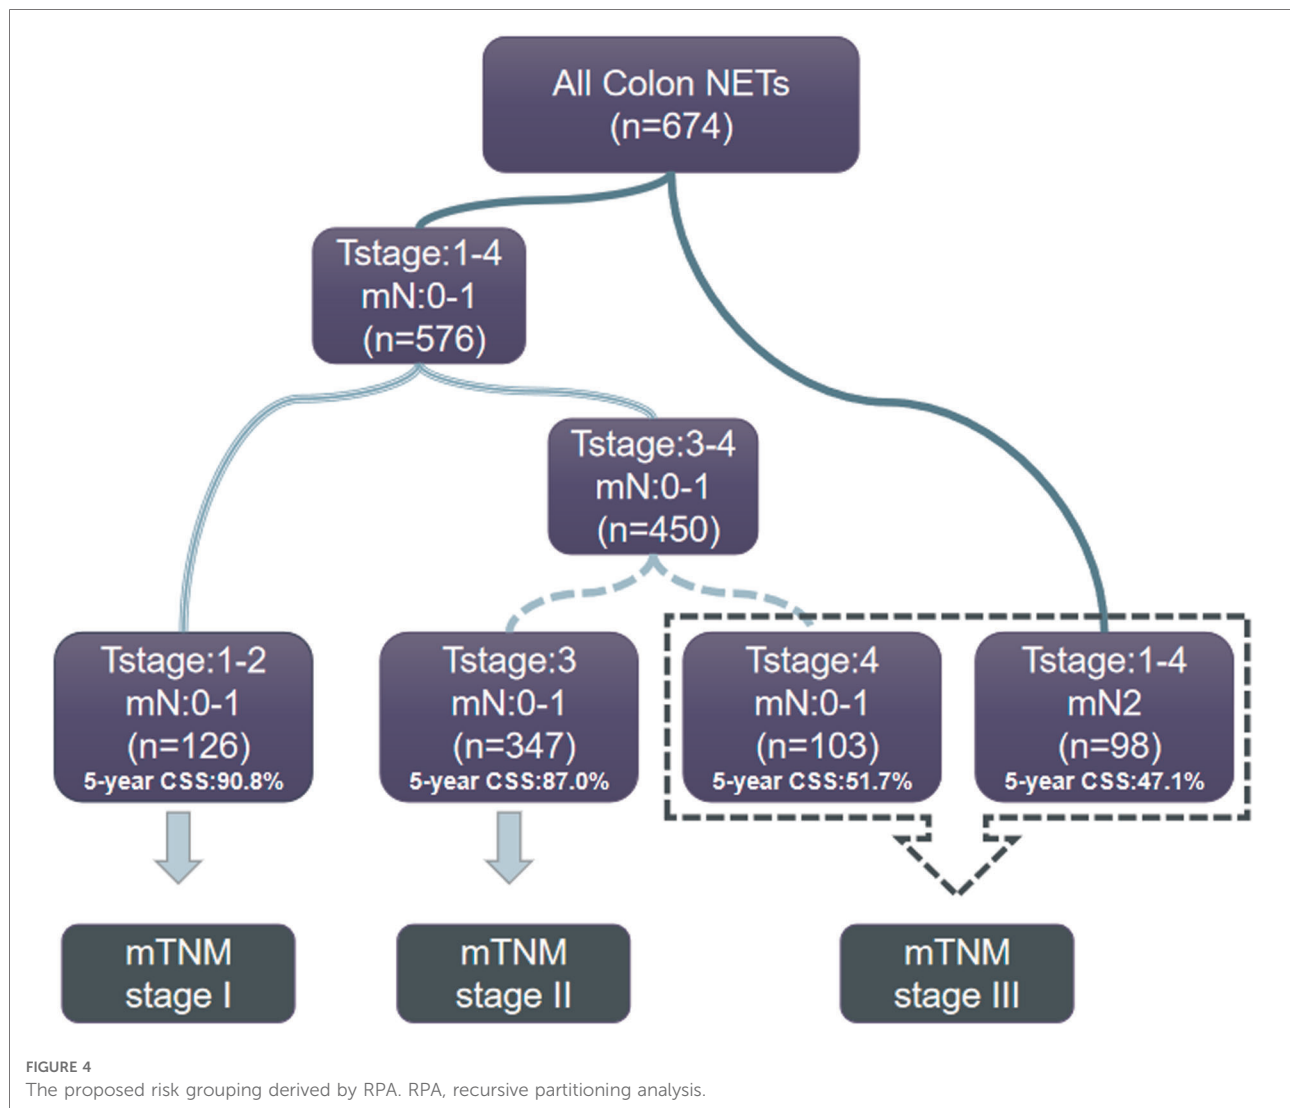 All Colon NETs
(n=674)
Tstage:1-4
mN:0-1
(n=576)
Tstage:3-4
mN:0-1
(n=450)
Tstage:1-2
mN:0-1
(n=126)
5-year CSS:90.8%
Tstage:3
mN:0-1
(n=347)
5-year CSS:87.0%
Tstage:4
mN:0-1
(n=103)
5-year CSS:51.7%
Tstage:1-4
mN2
(n=98)
5-year CSS:47.1%
mTNM
stage I
mTNM
stage II
mTNM
stage III
FIGURE 4
The proposed risk grouping derived by RPA. RPA, recursive partitioning analysis.